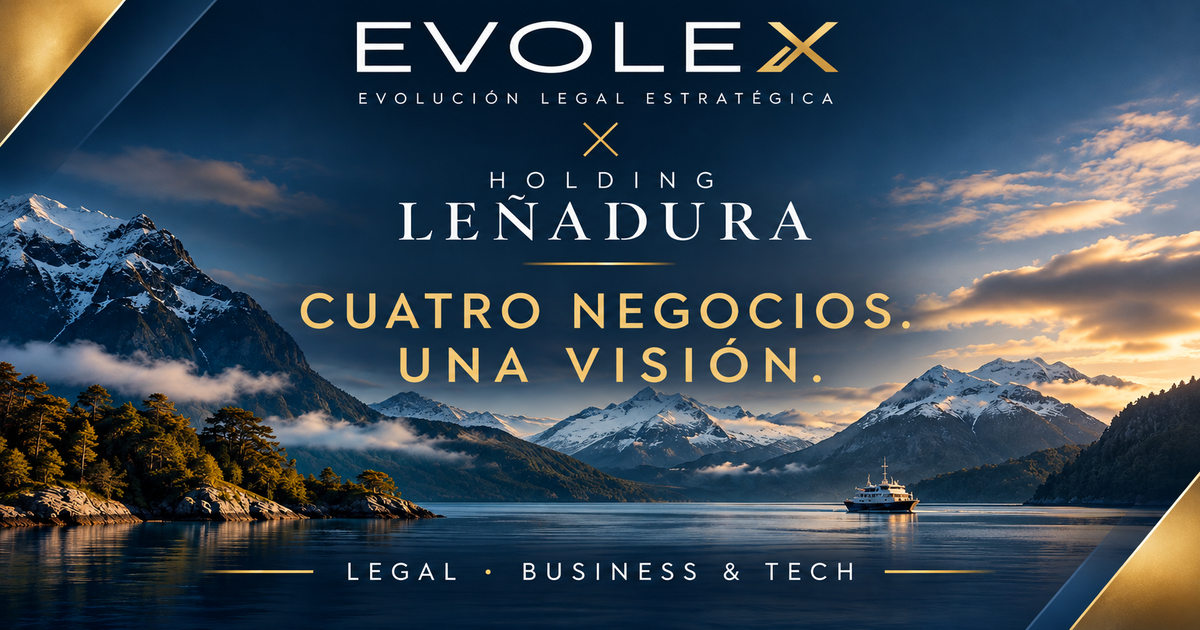 EVOLEX
EVOLUCIÓN LEGAL ESTRATÉGICA
HOLDING
LEÑADURA
CUATRO NEGOCIOS.
UNA VISIÓN.
LEGAL · BUSINESS & TECH